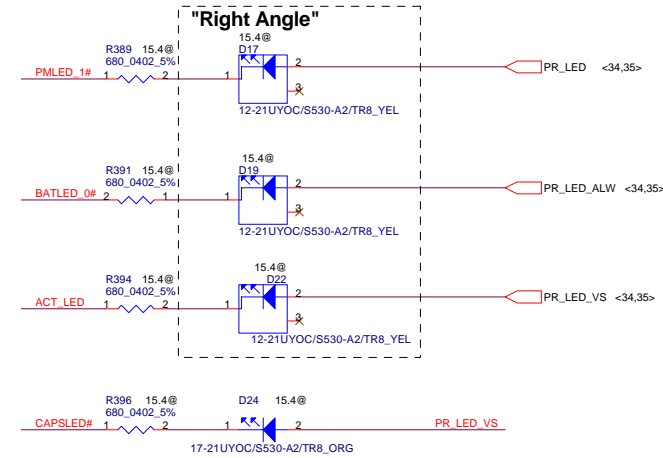 "Right Angle"
15.4@
D17
R389 15.4@
680_0402_5%
PMLED_1# 1 2 1 2 PR_LED <34,35>
3
12-21UYOC/S530-A2/TR8_YEL
15.4@
D19
R391 15.4@
680_0402_5%
BATLED_0# 2 1 1 2 PR_LED_ALW <34,35>
3
12-21UYOC/S530-A2/TR8_YEL
15.4@
D22
R394 15.4@
680_0402_5%
ACT_LED 1 2 1 2 PR_LED_VS <34,35>
3
12-21UYOC/S530-A2/TR8_YEL
R396 15.4@ D24 15.4@
680_0402_5%
CAPSLED# 1 2 1 2 PR_LED_VS
17-21UYOC/S530-A2/TR8_ORG